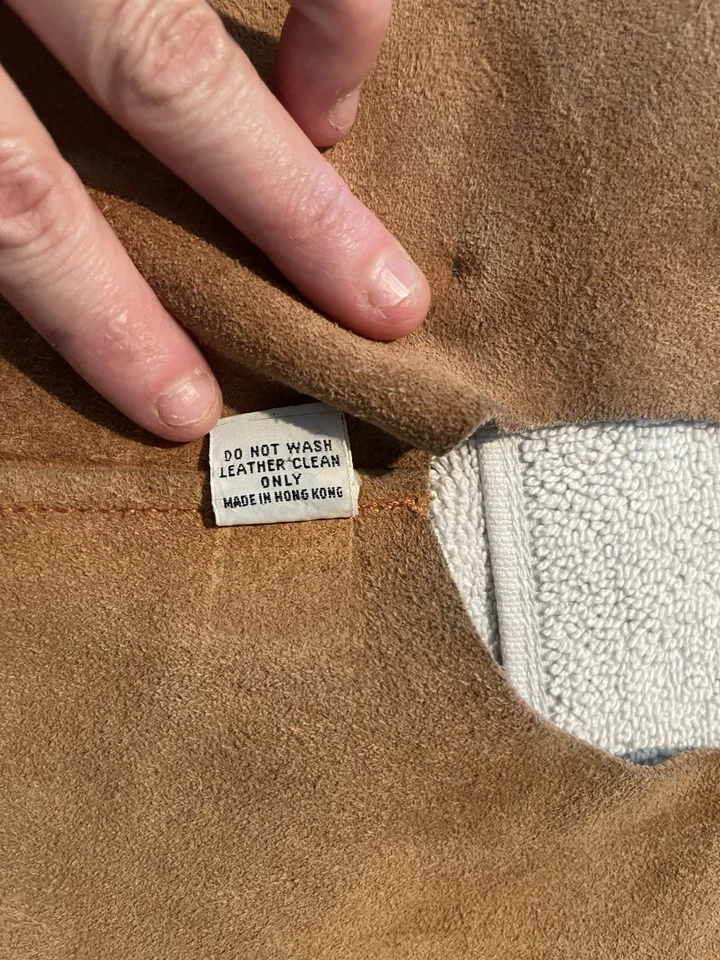 DO NOT WASH
LEATHER CLEAN
ONLY
MADE IN HONG KONG